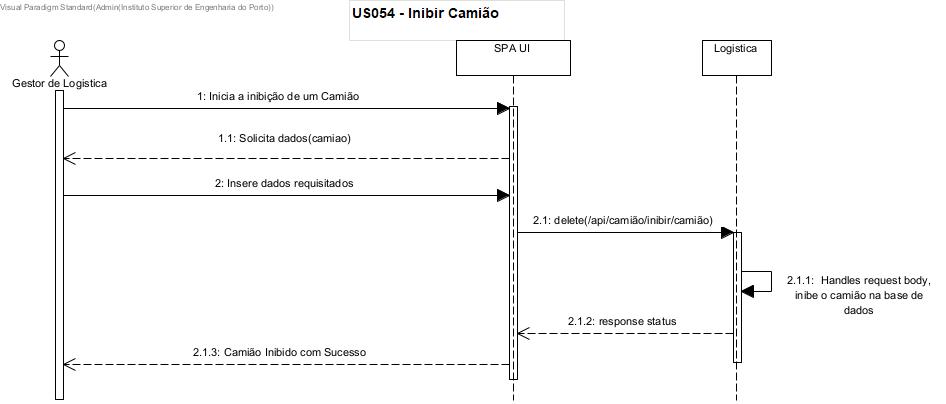 Visual Paradigm Standard(Admin(Instituto Superior de Engenharia do Porto))
US054 - Inibir Camião
SPA UI
Logistica
Gestor de Logistica
1: Inicia a inibição de um Camião
1.1: Solicita dados(camiao)
2: Insere dados requisitados
2.1: delete(/api/camião/inibir/camião)
2.1.1:  Handles request body,
inibe o camião na base de
dados
2.1.2: response status
2.1.3: Camião Inibido com Sucesso